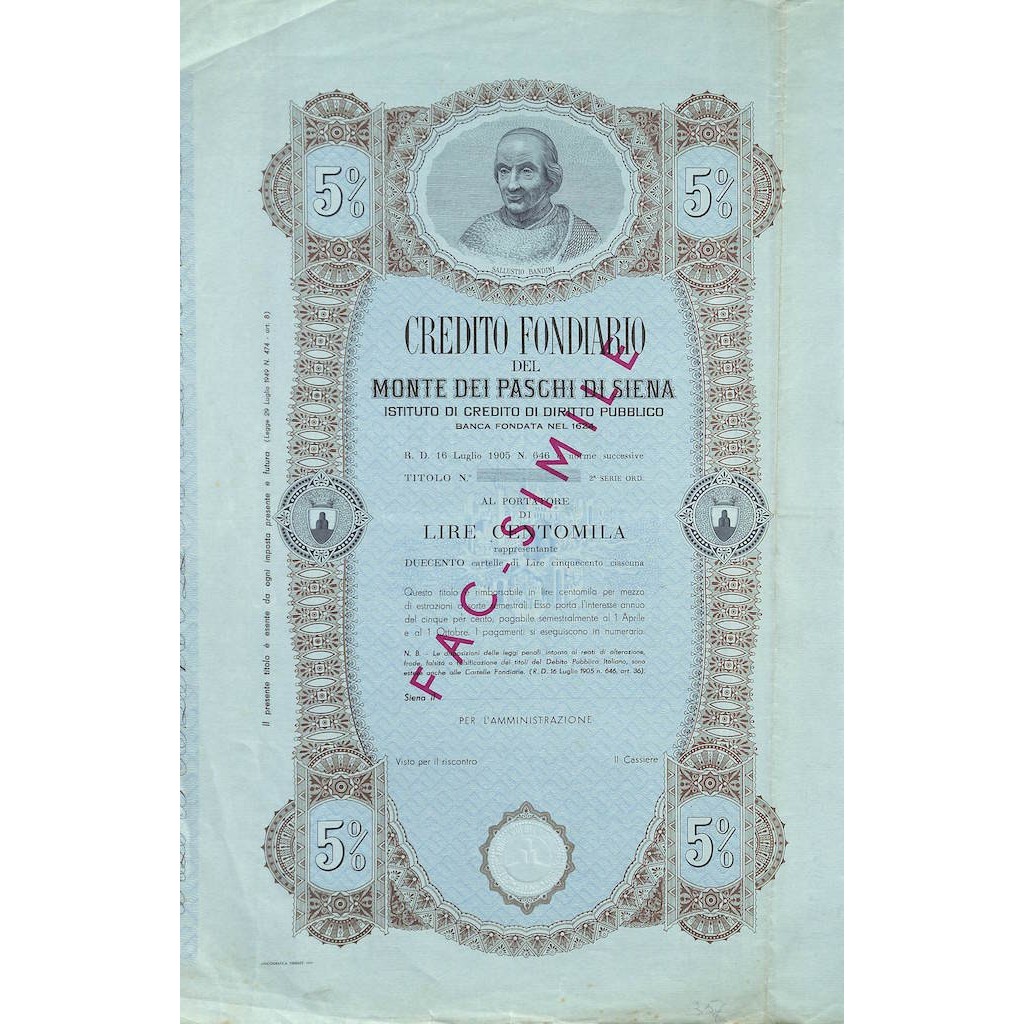 5%
5%
SALLUSTIO BANDINI
CREDITO FONDIARIO
DEL
MONTE DEI PASCHI DI SIENA
ISTITUTO DI CREDITO DI DIRITTO PUBBLICO
BANCA FONDATA NEL 1624
R. D. 16 Luglio 1905 N. 646 e norme successive
TITOLO N.° 2ª SERIE ORD.
AL PORTATORE
DI
LIRE CENTOMILA
rappresentante
DUECENTO cartelle di Lire cinquecento ciascuna
Questo titolo è rimborsabile in lire centomila per mezzo
di estrazioni a sorte semestrali. Esso porta l'interesse annuo
del cinque per cento, pagabile semestralmente al 1 Aprile
e al 1 Ottobre. I pagamenti si eseguiscono in numerario.
N. B. - Le disposizioni delle leggi penali intorno ai reati di alterazione,
frode, falsità o falsificazione dei titoli del Debito Pubblico Italiano, sono
estese anche alle Cartelle Fondiarie. (R. D. 16 Luglio 1905 n. 646, art. 36).
Siena li
PER L'AMMINISTRAZIONE
Visto per il riscontro
Il Cassiere
5%
5%
FAC-SIMILE
Il presente titolo è esente da ogni imposta presente e futura (Legge 29 Luglio 1949 N. 474 - art. 8)